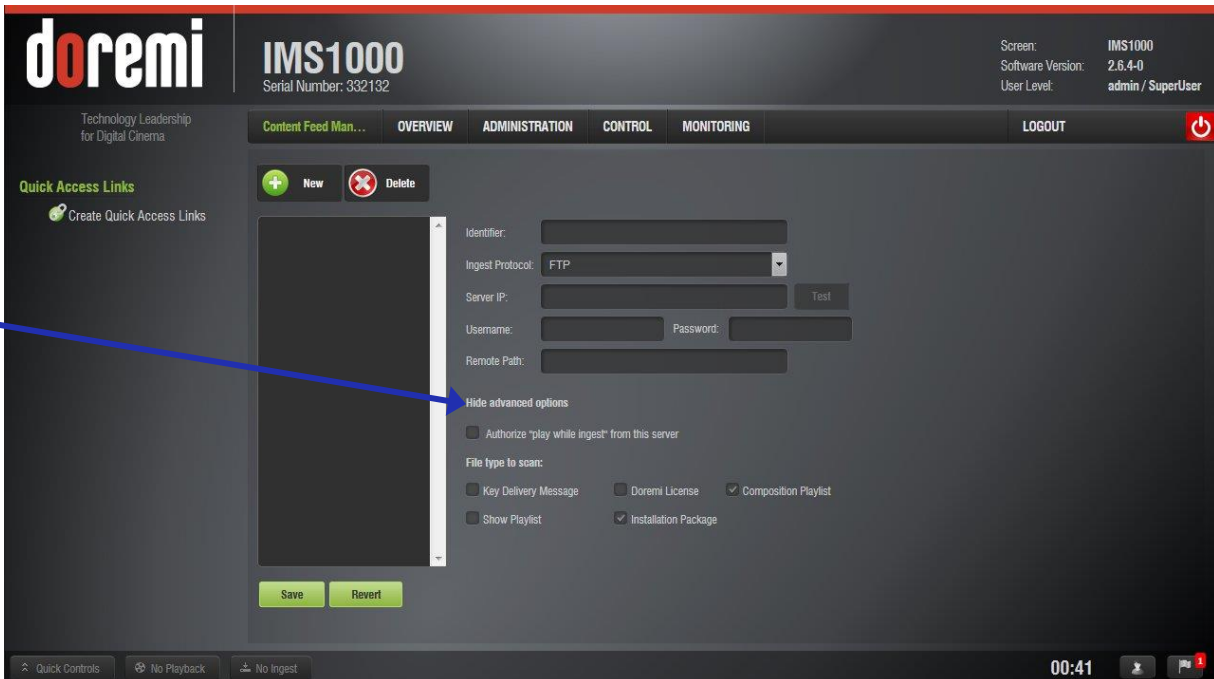 doremi
Technology Leadership
for Digital Cinema
IMS1000
Serial Number: 332132
Screen: IMS1000
Software Version: 2.6.4-0
User Level: admin / SuperUser
Content Feed Man... OVERVIEW ADMINISTRATION CONTROL MONITORING LOGOUT
Quick Access Links
Create Quick Access Links
New Delete
Identifier:
Ingest Protocol: FTP
Server IP: Test
Username: Password:
Remote Path:
Hide advanced options
Authorize "play while ingest" from this server
File type to scan:
Key Delivery Message Doremi License Composition Playlist
Show Playlist Installation Package
Save Revert
Quick Controls No Playback No Ingest 00:41 1